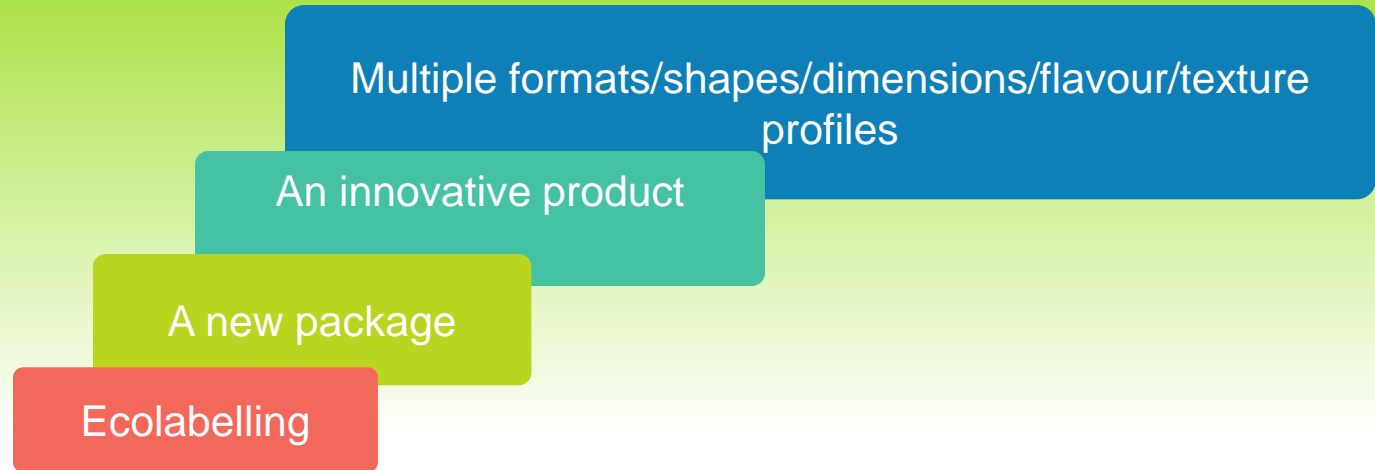 Multiple formats/shapes/dimensions/flavour/texture
profiles
An innovative product
A new package
Ecolabelling